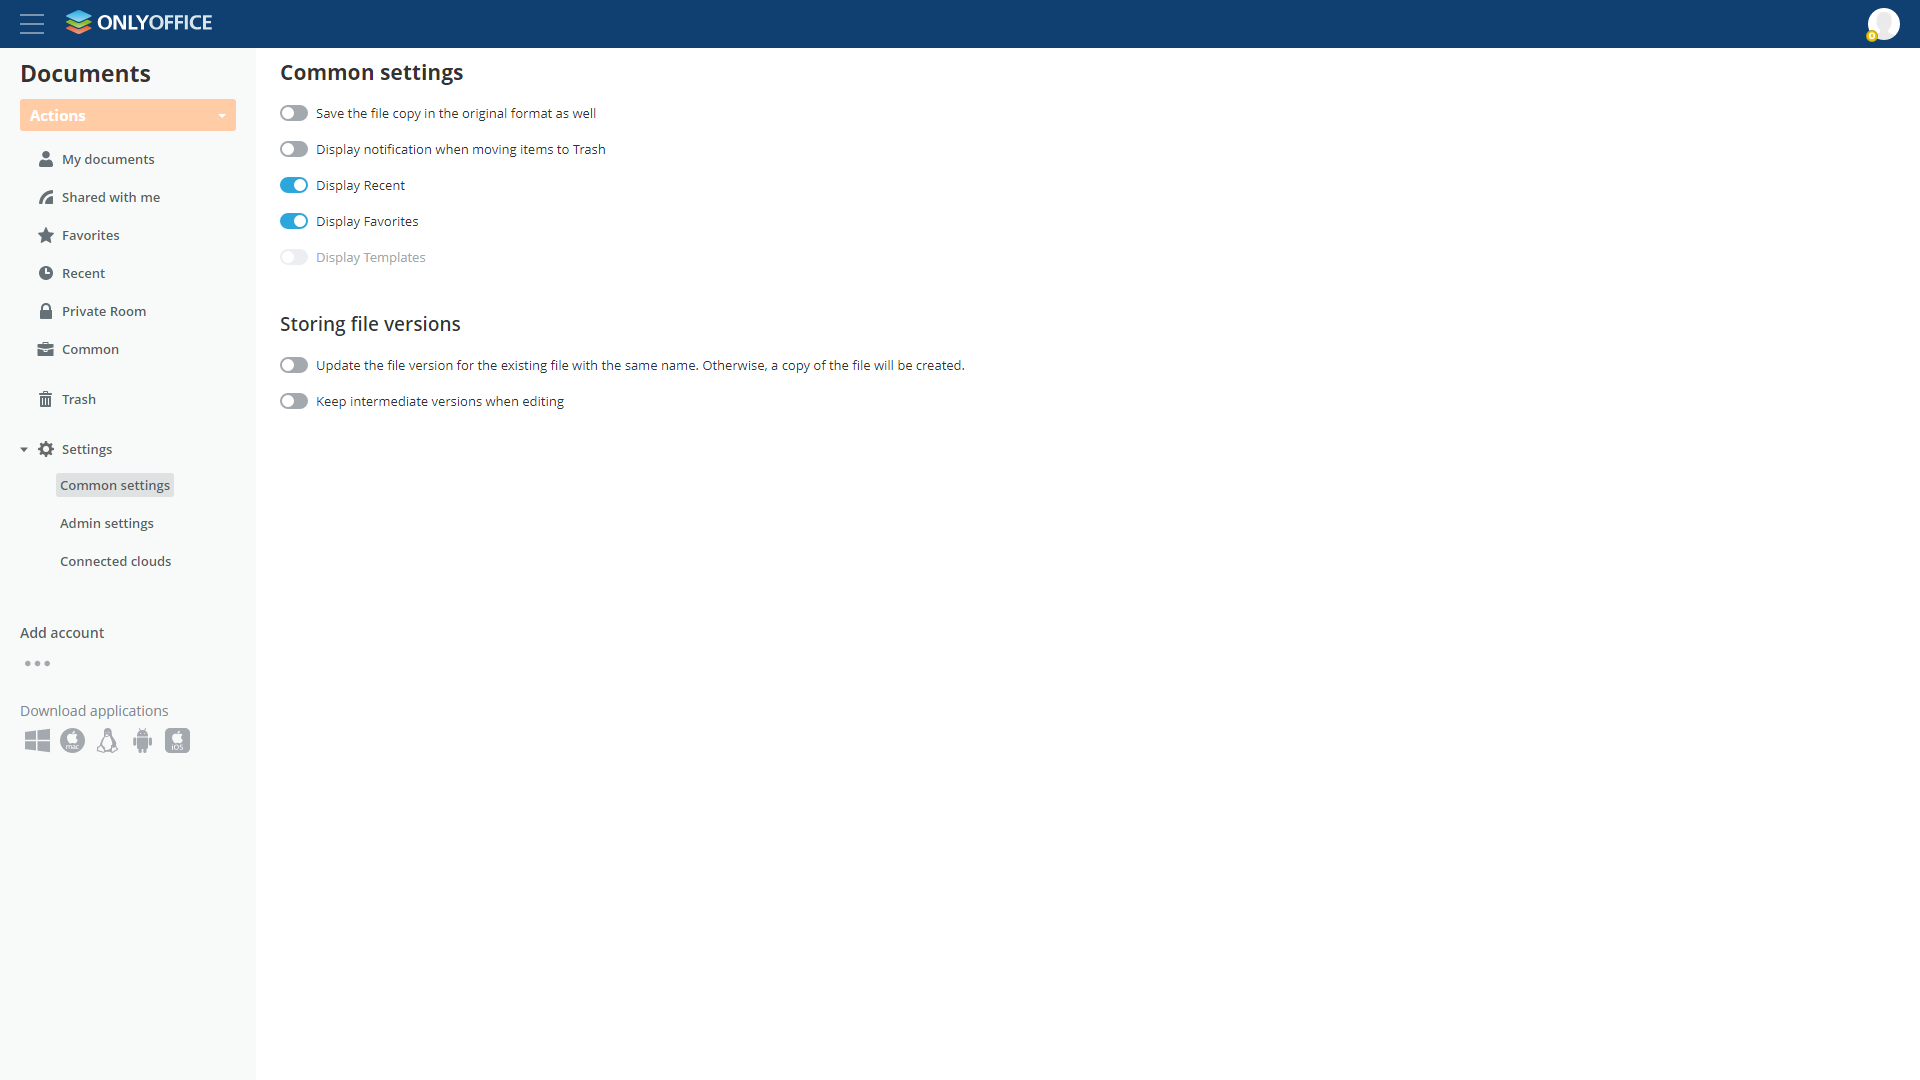 ONLYOFFICE
Documents
Actions
My documents
Shared with me
Favorites
Recent
Private Room
Common
Trash
Settings
Common settings
Admin settings
Connected clouds
Add account
Download applications
mac
iOS
Common settings
Save the file copy in the original format as well
Display notification when moving items to Trash
Display Recent
Display Favorites
Display Templates
Storing file versions
Update the file version for the existing file with the same name. Otherwise, a copy of the file will be created.
Keep intermediate versions when editing